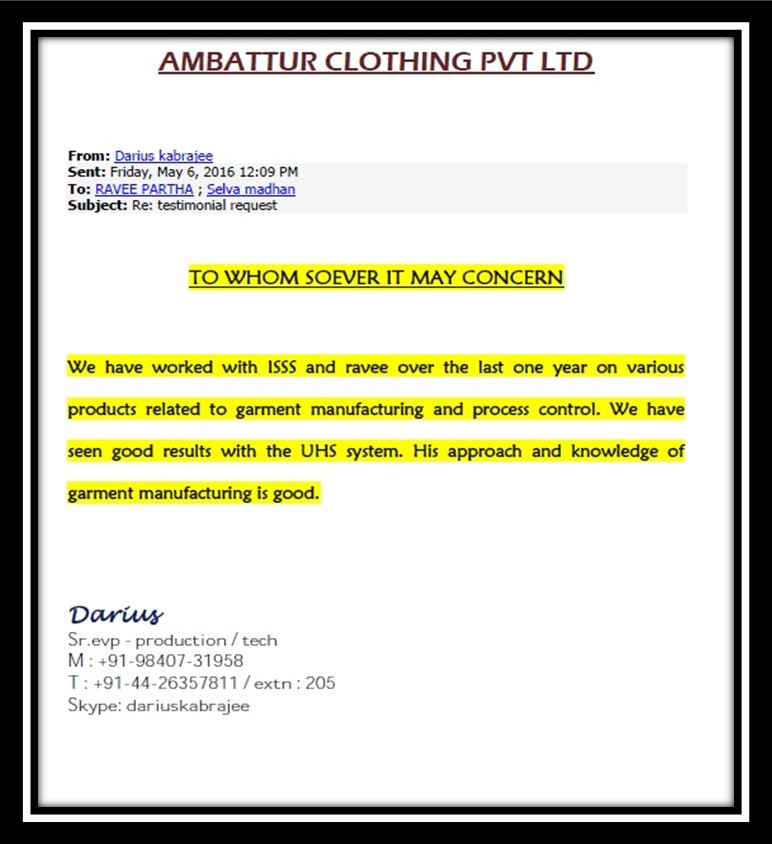 AMBATTUR CLOTHING PVT LTD
From: Darius kabrajee
Sent: Friday, May 6, 2016 12:09 PM
To: RAVEE PARTHA ; Selva madhan
Subject: Re: testimonial request
TO WHOM SOEVER IT MAY CONCERN
We have worked with ISSS and ravee over the last one year on various
products related to garment manufacturing and process control. We have
seen good results with the UHS system. His approach and knowledge of
garment manufacturing is good.
Darius
Sr.evp - production / tech
M : +91-98407-31958
T : +91-44-26357811 / extn : 205
Skype: dariuskabrajee